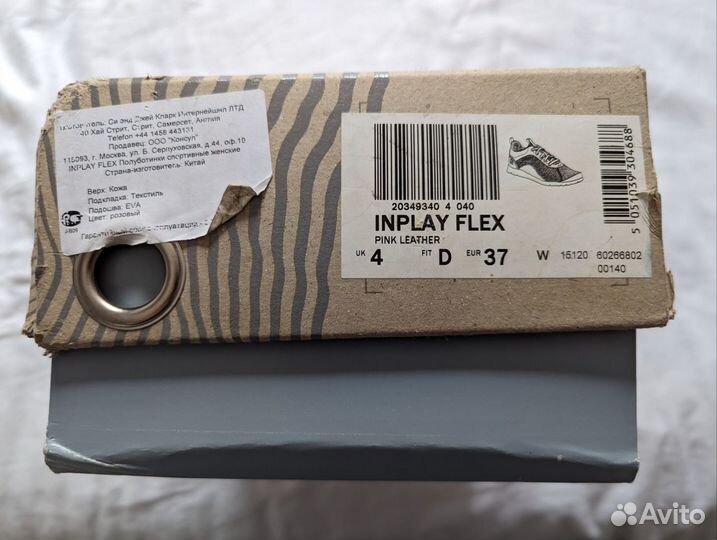 Изготовитель: Си энд Джей Кларк Интернейшнл ЛТД
40 Хай Стрит, Стрит, Самерсет, Англия
Telefon +44 1458 443131
Продавец: ООО "Консул"
115093, г. Москва, ул. Б. Серпуховская, д.44, оф.10
INPLAY FLEX Полуботинки спортивные женские
Страна-изготовитель: Китай
Верх: Кожа
Подкладка: Текстиль
Подошва: EVA
Цвет: розовый
Гарантийный срок
20349340 4 040
INPLAY FLEX
PINK LEATHER
UK 4 FIT D EUR 37 W 15120 60266802
00140
5 051039 304688
Avito